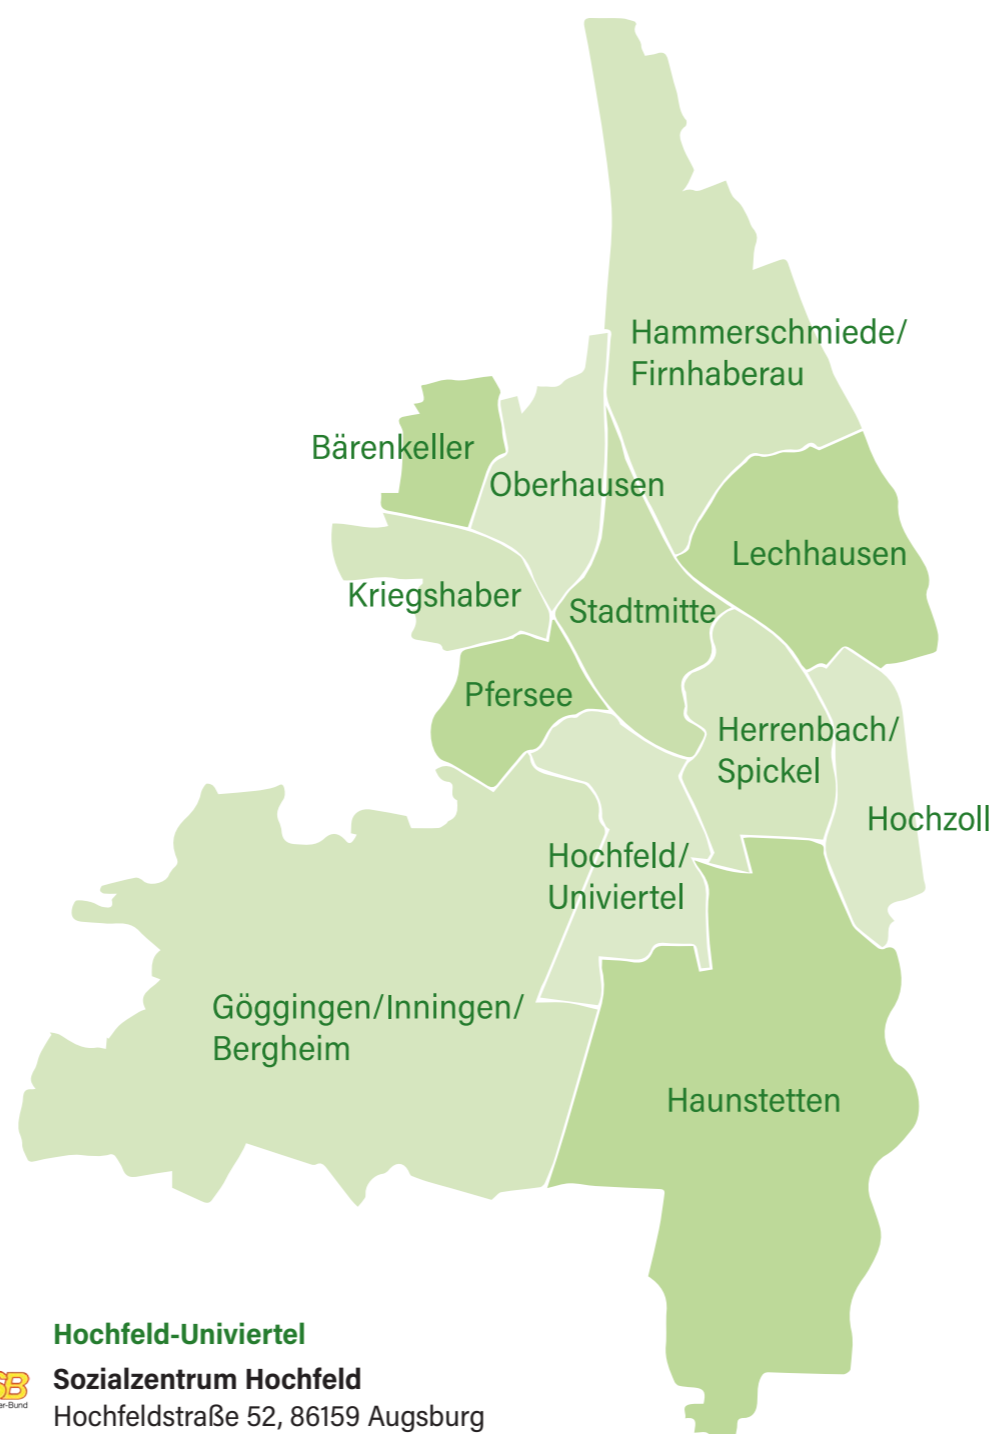 Hammerschmiede/
Firnhaberau
Bärenkeller
Oberhausen
Lechhausen
Kriegshaber
Stadtmitte
Pfersee
Herrenbach/
Spickel
Hochzoll
Hochfeld/
Univiertel
Göggingen/Inningen/
Bergheim
Haunstetten
Hochfeld-Univiertel
Sozialzentrum Hochfeld
Hochfeldstraße 52, 86159 Augsburg